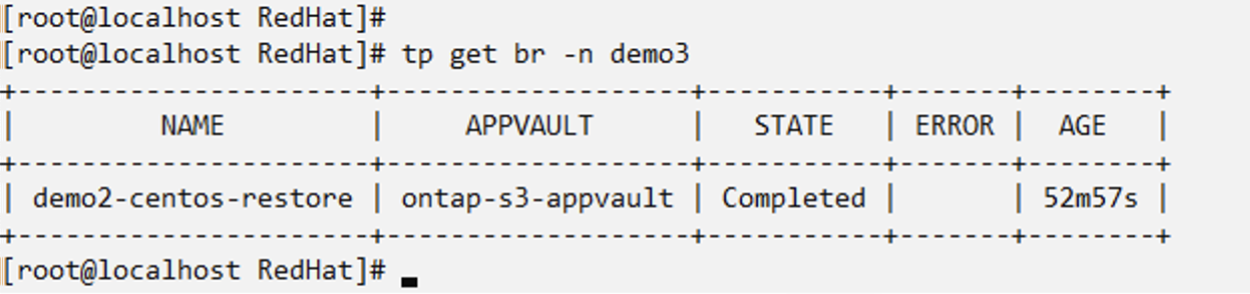 [root@localhost RedHat]#
[root@localhost RedHat]# tp get br -n demo3
+----------------------+-------------------+-----------+-------+--------+
|         NAME         |     APPVAULT      |   STATE   | ERROR |  AGE   |
+----------------------+-------------------+-----------+-------+--------+
| demo2-centos-restore | ontap-s3-appvault | Completed |       | 52m57s |
+----------------------+-------------------+-----------+-------+--------+
[root@localhost RedHat]#